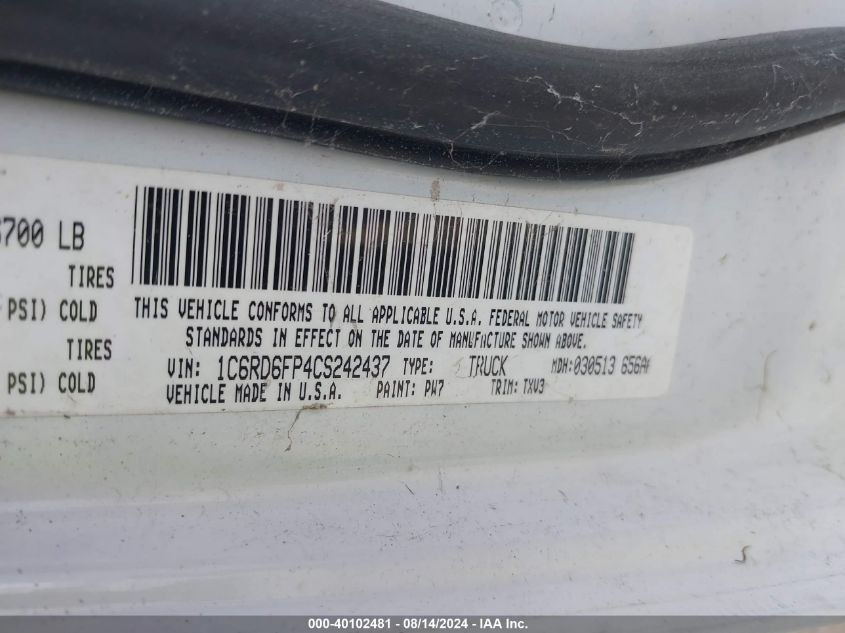 700 LB
TIRES
PSI) COLD
THIS VEHICLE CONFORMS TO ALL APPLICABLE U.S.A. FEDERAL MOTOR VEHICLE SAFETY
STANDARDS IN EFFECT ON THE DATE OF MANUFACTURE SHOWN ABOVE.
TIRES
VIN: 1C6RD6FP4CS242437 TYPE: TRUCK MDH:030513 656A
PSI) COLD
VEHICLE MADE IN U.S.A. PAINT: PW7 TRIM: TXV3
000-40102481 - 08/14/2024 - IAA Inc.